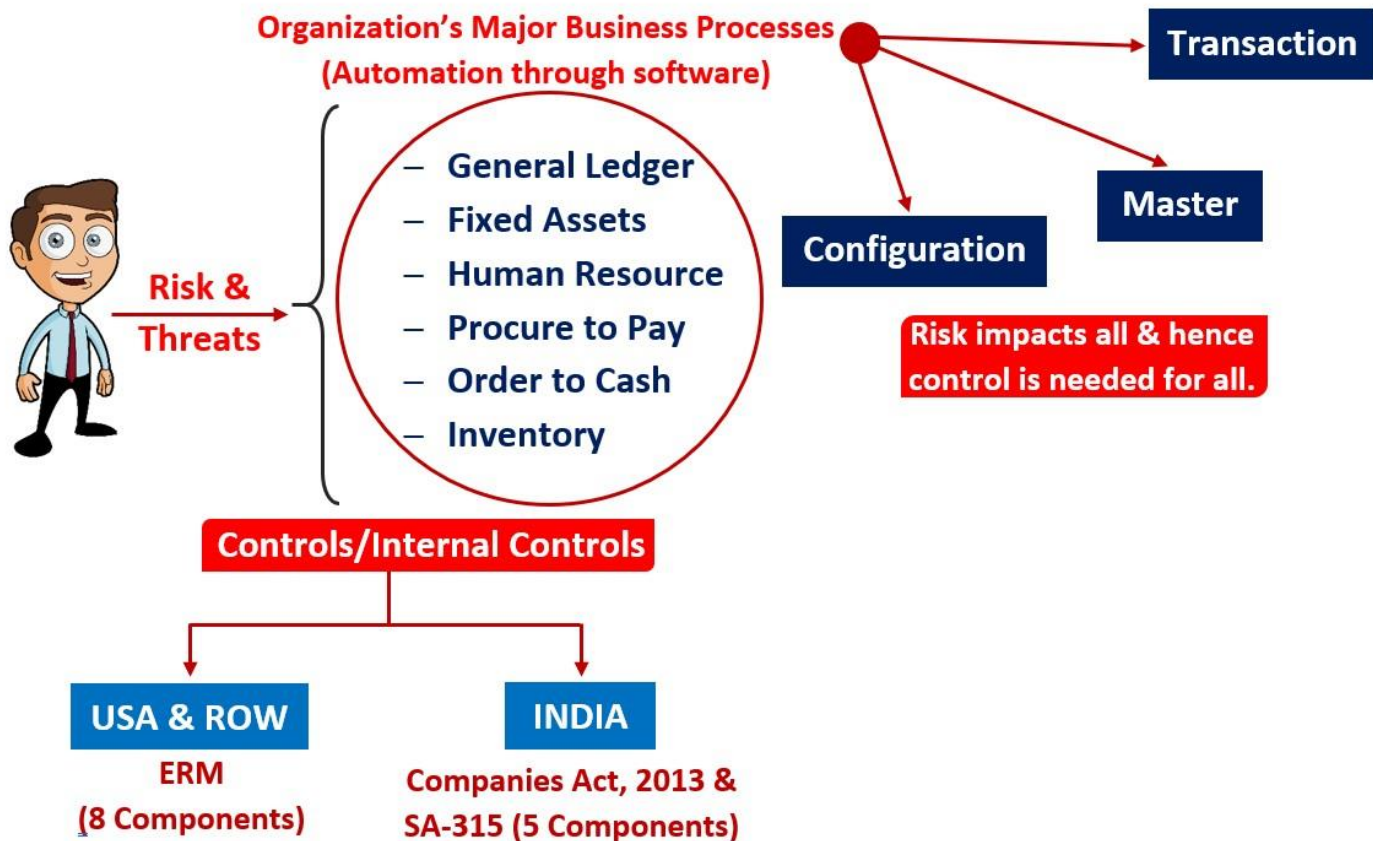 Organization’s Major Business Processes
(Automation through software)
Transaction
Master
Configuration
Risk &
Threats
– General Ledger
– Fixed Assets
– Human Resource
– Procure to Pay
– Order to Cash
– Inventory
Risk impacts all & hence
control is needed for all.
Controls/Internal Controls
USA & ROW
ERM
(8 Components)
INDIA
Companies Act, 2013 &
SA-315 (5 Components)